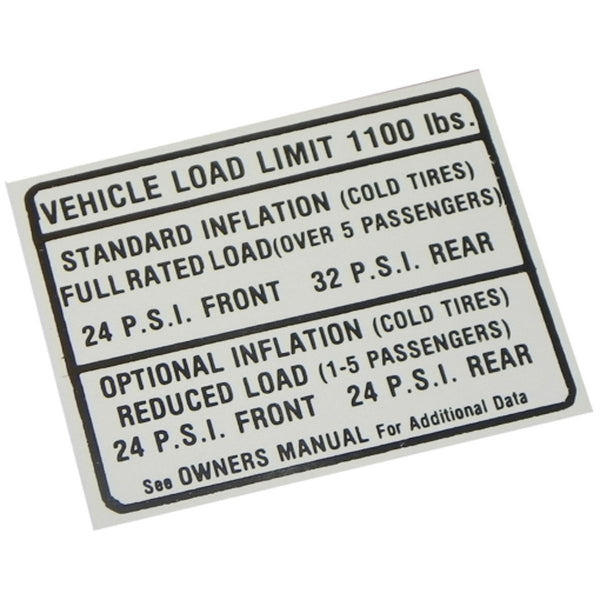 VEHICLE LOAD LIMIT 1100 lbs.
STANDARD INFLATION (COLD TIRES)
FULL RATED LOAD (OVER 5 PASSENGERS)
24 P.S.I. FRONT 32 P.S.I. REAR
OPTIONAL INFLATION (COLD TIRES)
REDUCED LOAD (1-5 PASSENGERS)
24 P.S.I. FRONT 24 P.S.I. REAR
See OWNERS MANUAL For Additional Data